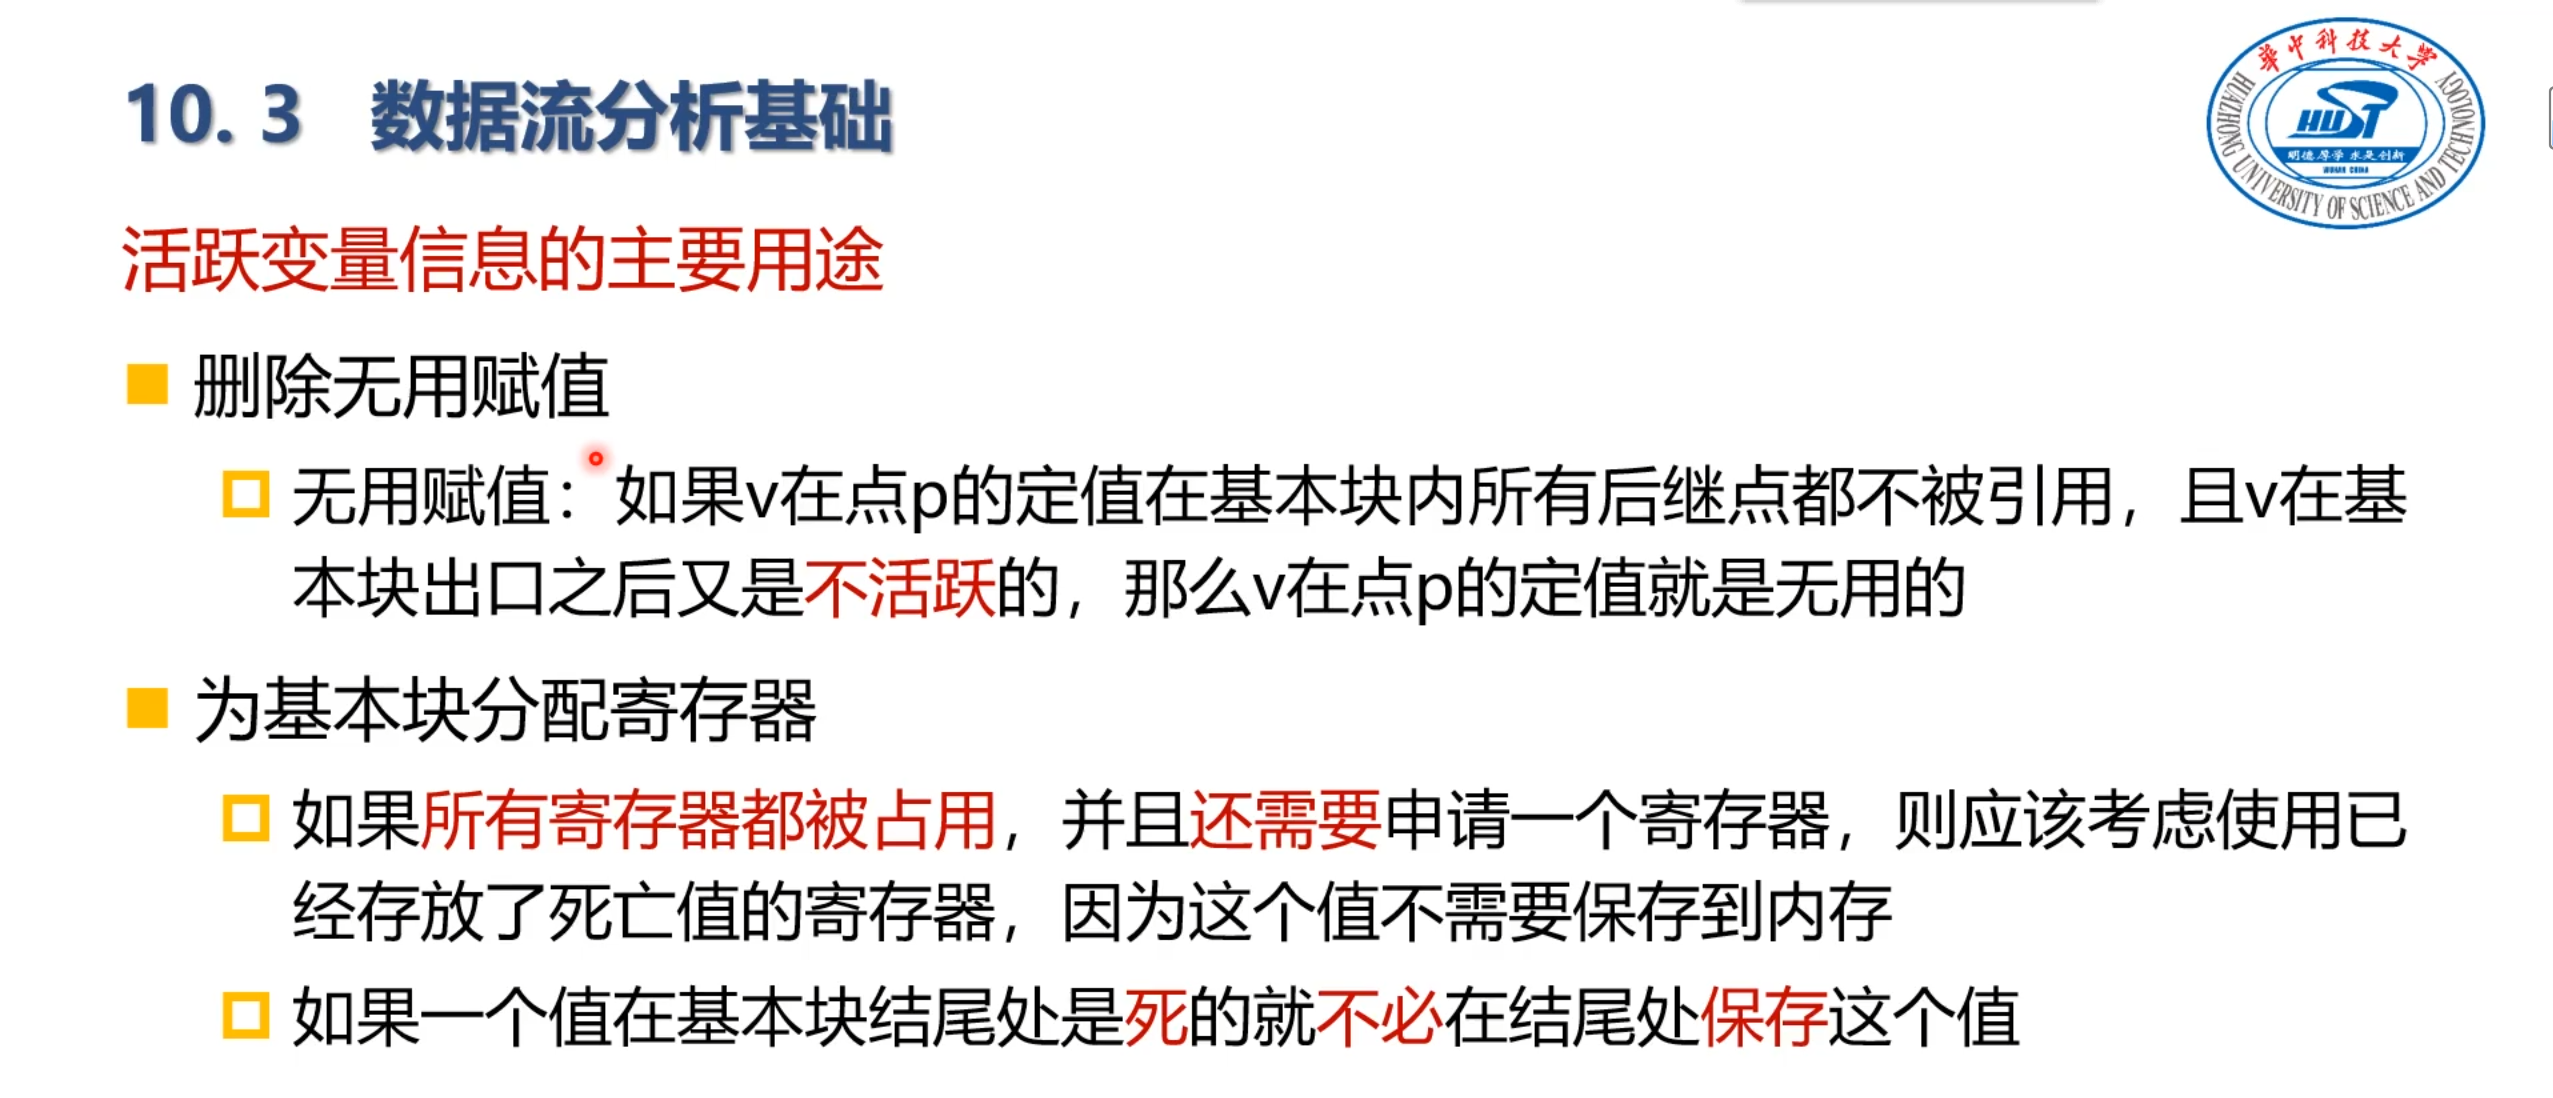 10. 3 数据流分析基础
华中科技大学
HUAZHONG UNIVERSITY OF SCIENCE AND TECHNOLOGY
HUST
明德厚学 求是创新
WUHAN CHINA
活跃变量信息的主要用途
删除无用赋值
无用赋值：如果v在点p的定值在基本块内所有后继点都不被引用，且v在基
本块出口之后又是不活跃的，那么v在点p的定值就是无用的
为基本块分配寄存器
如果所有寄存器都被占用，并且还需要申请一个寄存器，则应该考虑使用已
经存放了死亡值的寄存器，因为这个值不需要保存到内存
如果一个值在基本块结尾处是死的就不必在结尾处保存这个值